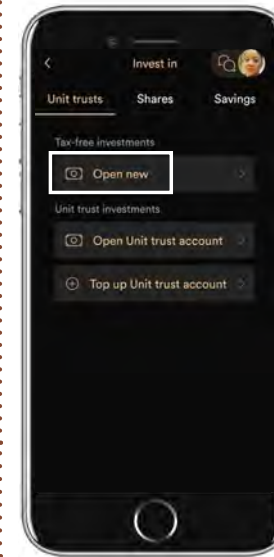 Invest in
Unit trusts Shares Savings
Tax-free investments
Open new
Unit trust investments
Open Unit trust account
Top up Unit trust account